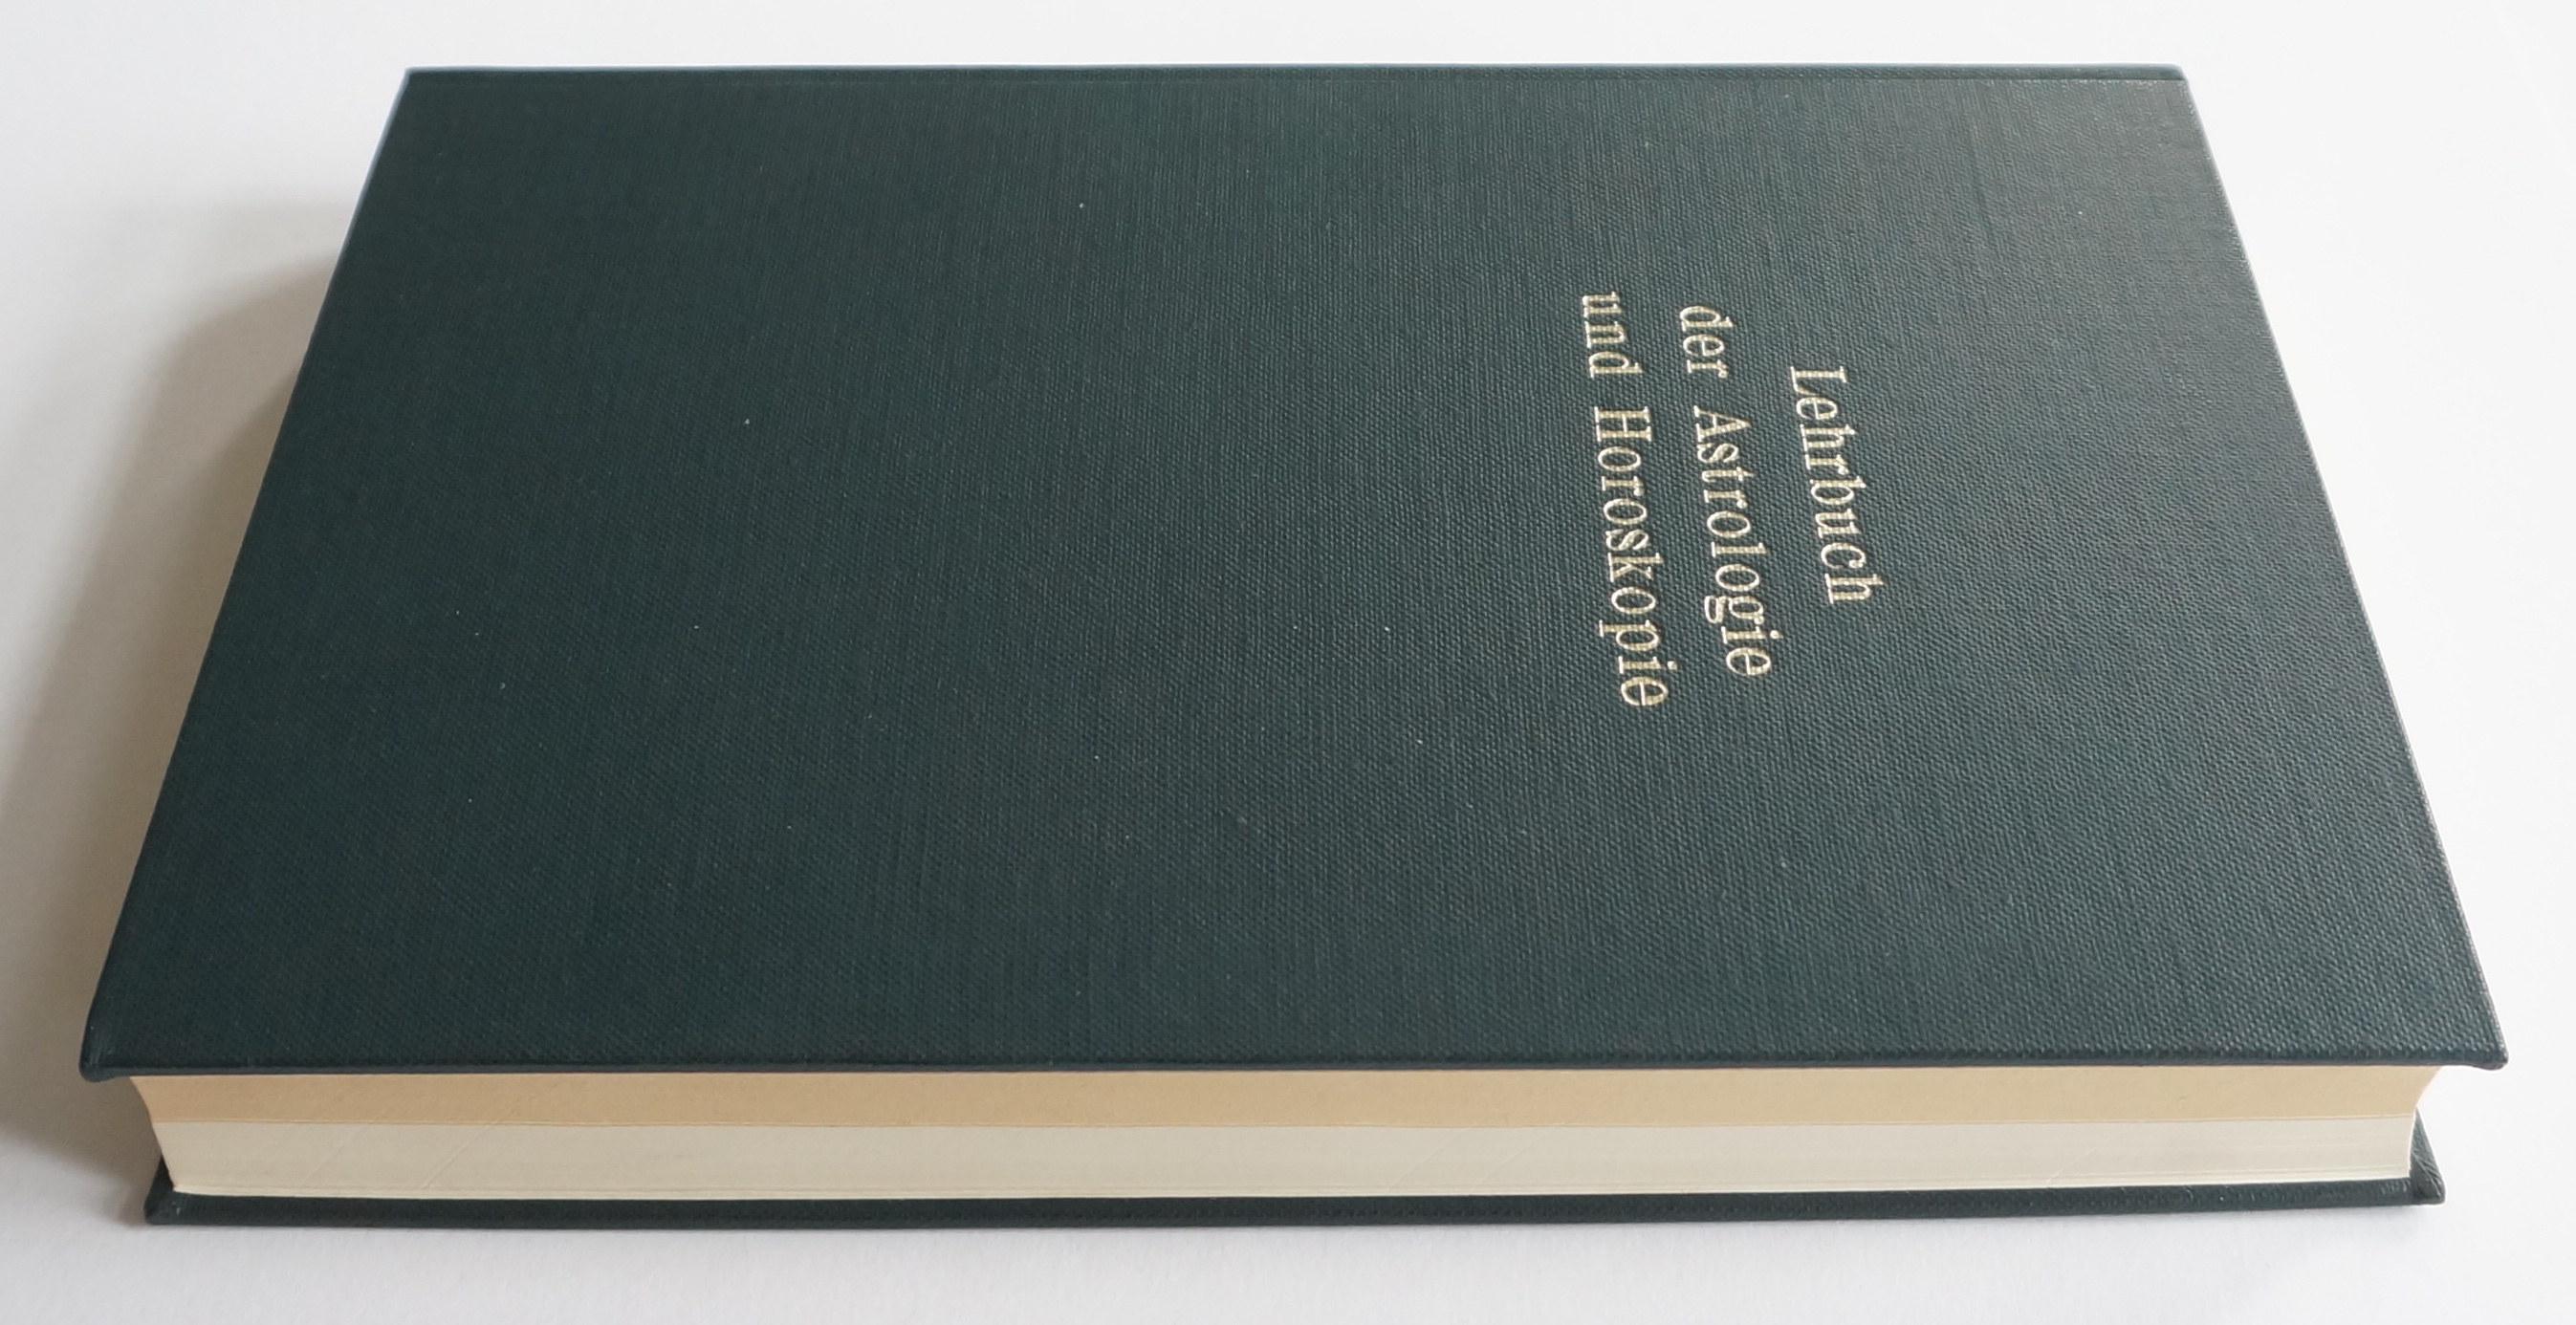 Lehrbuch
der Astrologie
und Horoskopie